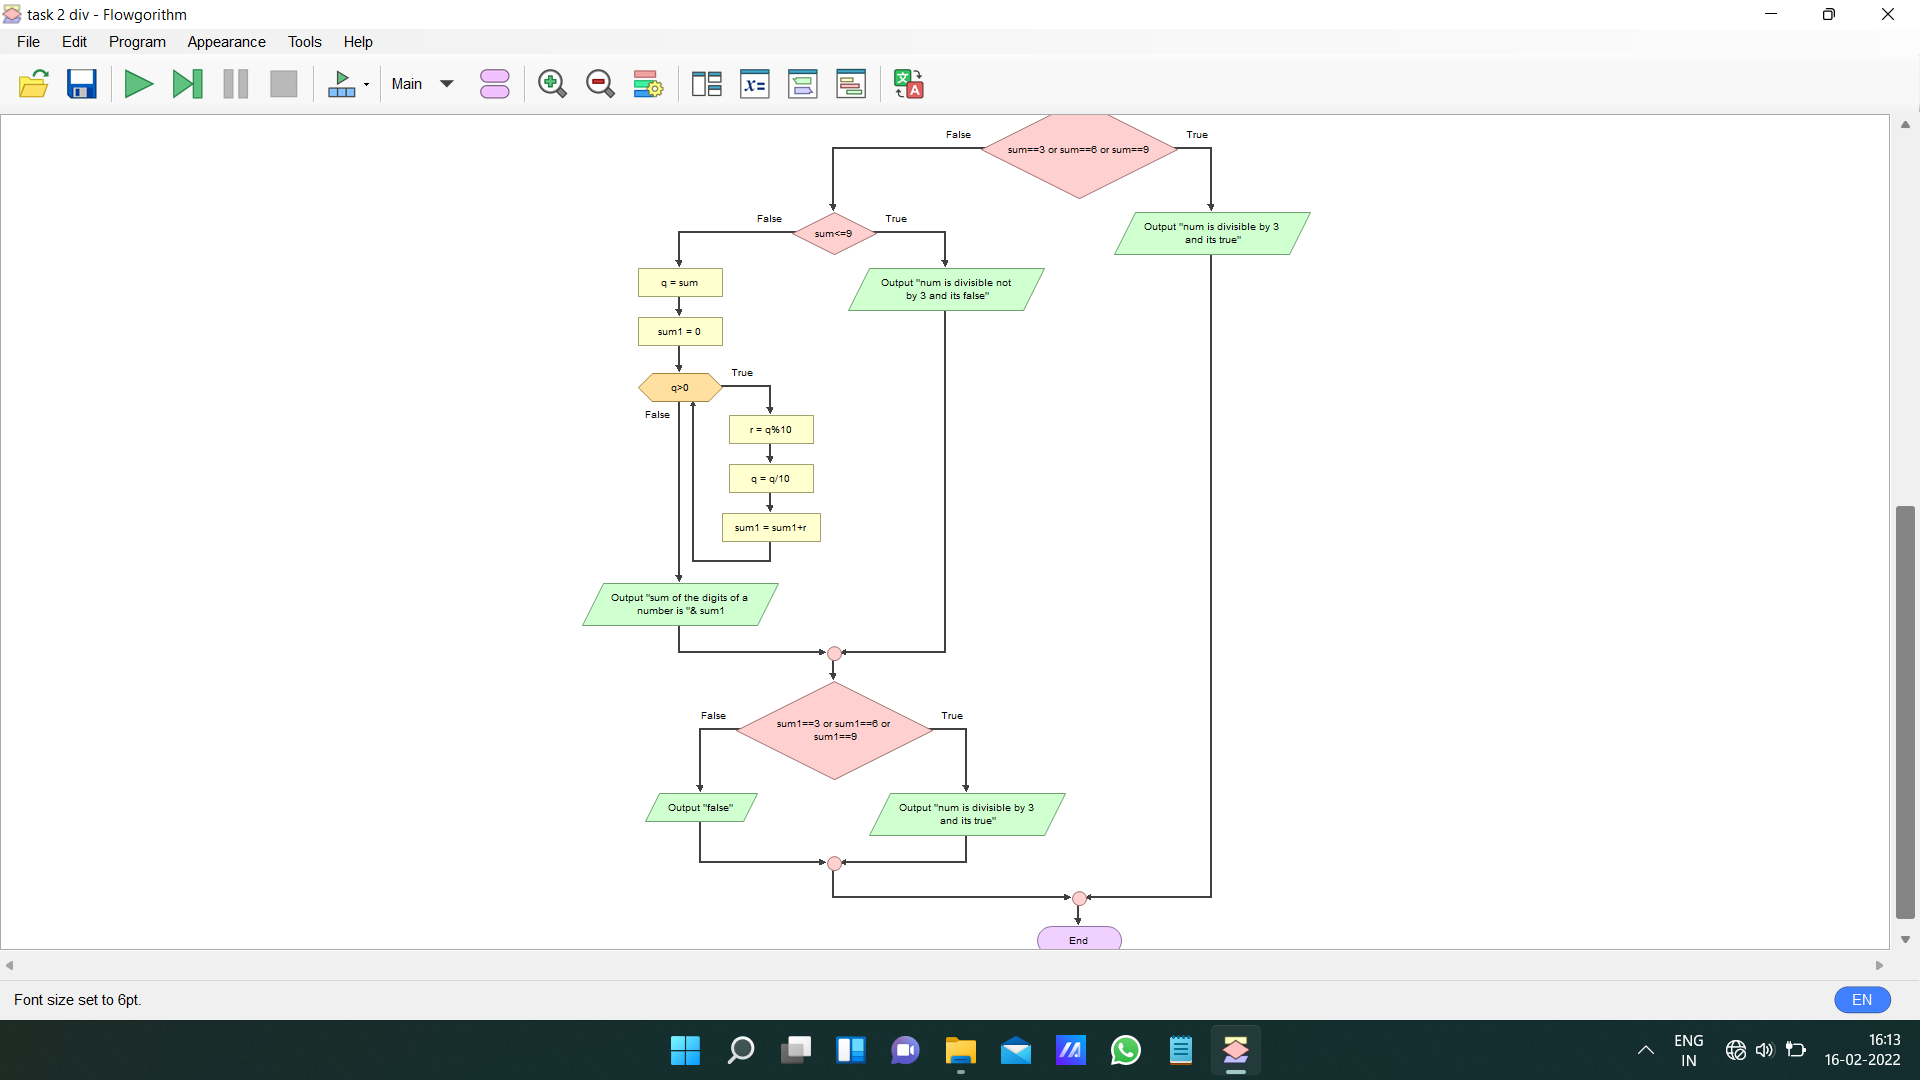 task 2 div - Flowgorithm
File Edit Program Appearance Tools Help
Main
False
True
sum==3 or sum==6 or sum==9
False
True
sum<=9
Output "num is divisible by 3
and its true"
q = sum
Output "num is divisible not
by 3 and its false"
sum1 = 0
True
q>0
False
r = q%10
q = q/10
sum1 = sum1+r
Output "sum of the digits of a
number is "& sum1
False
True
sum1==3 or sum1==6 or
sum1==9
Output "false"
Output "num is divisible by 3
and its true"
End
Font size set to 6pt.
EN
ENG
IN
16:13
16-02-2022